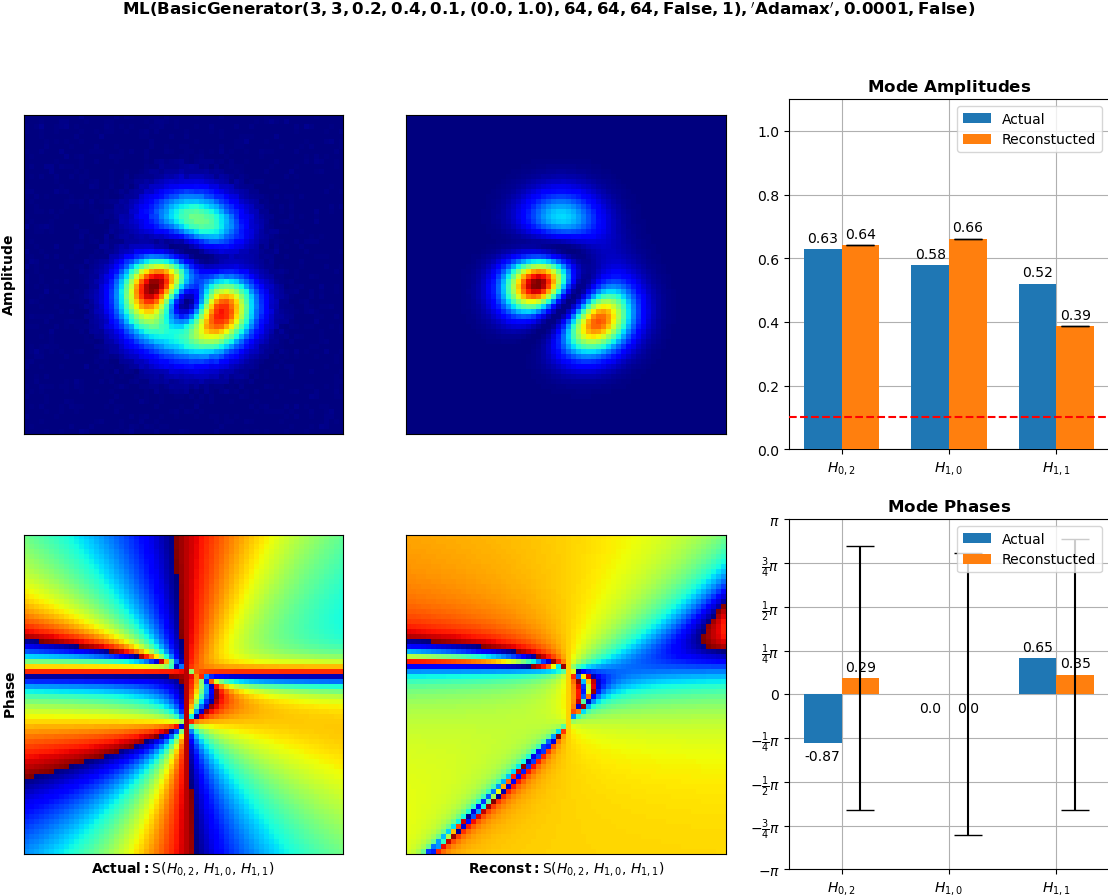 ML(BasicGenerator(3, 3, 0.2, 0.4, 0.1, (0.0, 1.0), 64, 64, 64, False, 1), ′Adamax′, 0.0001, False)
Amplitude
Mode Amplitudes
Actual
Reconstucted
1.0
0.8
0.6
0.4
0.2
0.0
0.63
0.64
0.58
0.66
0.52
0.39
H0, 2
H1, 0
H1, 1
Phase
Actual: S(H0, 2, H1, 0, H1, 1)
Reconst: S(H0, 2, H1, 0, H1, 1)
Mode Phases
Actual
Reconstucted
π
3/4π
1/2π
1/4π
0
−1/4π
−1/2π
−3/4π
−π
-0.87
0.29
0.0
0.0
0.65
0.35
H0, 2
H1, 0
H1, 1